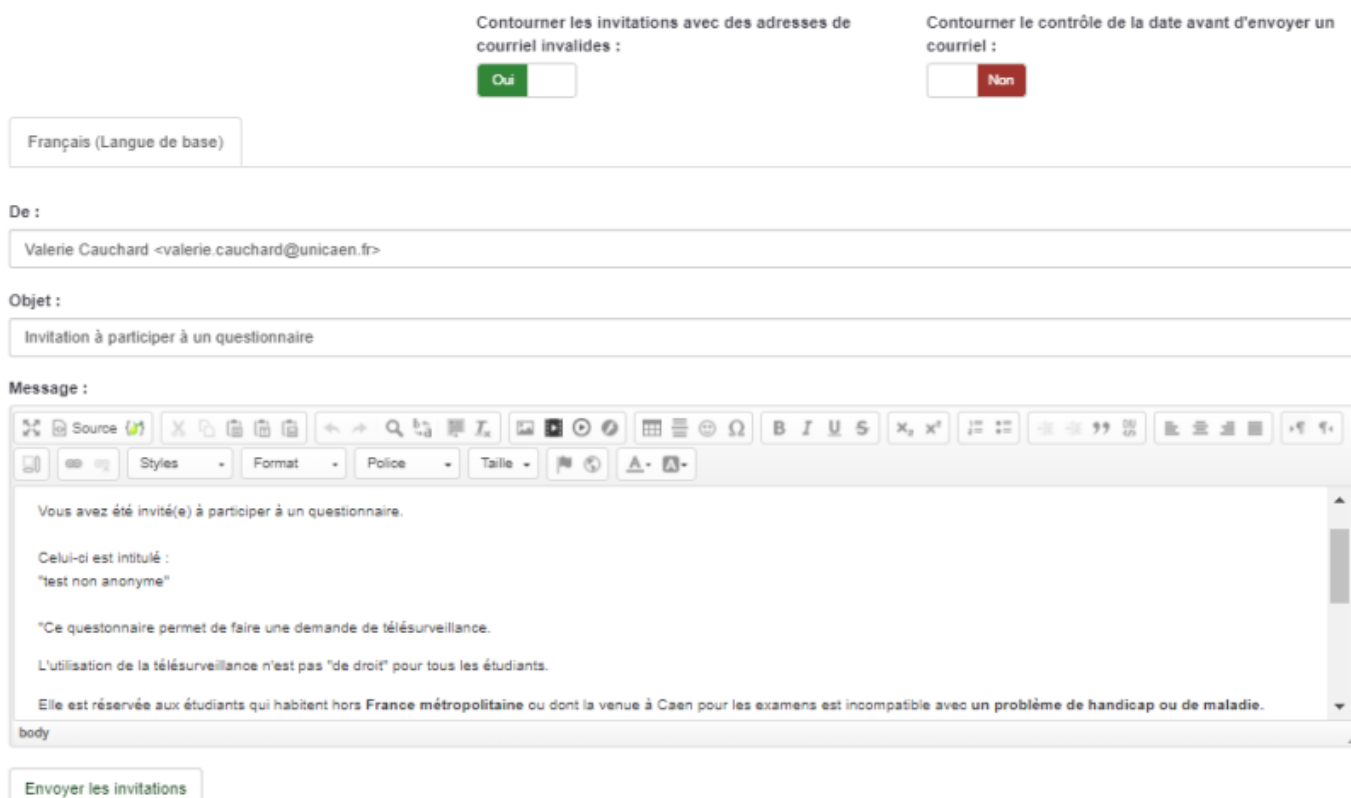 Contourner les invitations avec des adresses de
courriel invalides :
Contourner le contrôle de la date avant d'envoyer un
courriel :
Oui
Non
Français (Langue de base)
De :
Valerie Cauchard <valerie.cauchard@unicaen.fr>
Objet :
Invitation à participer à un questionnaire
Message :
Source
B I U S x₂ x²
Styles Format Police Taille A A
Vous avez été invité(e) à participer à un questionnaire.
Celui-ci est intitulé :
"test non anonyme"
"Ce questonnaire permet de faire une demande de télésurveillance.
L'utilisation de la télésurveillance n'est pas "de droit" pour tous les étudiants.
Elle est réservée aux étudiants qui habitent hors France métropolitaine ou dont la venue à Caen pour les examens est incompatible avec un problème de handicap ou de maladie.
body
Envoyer les invitations